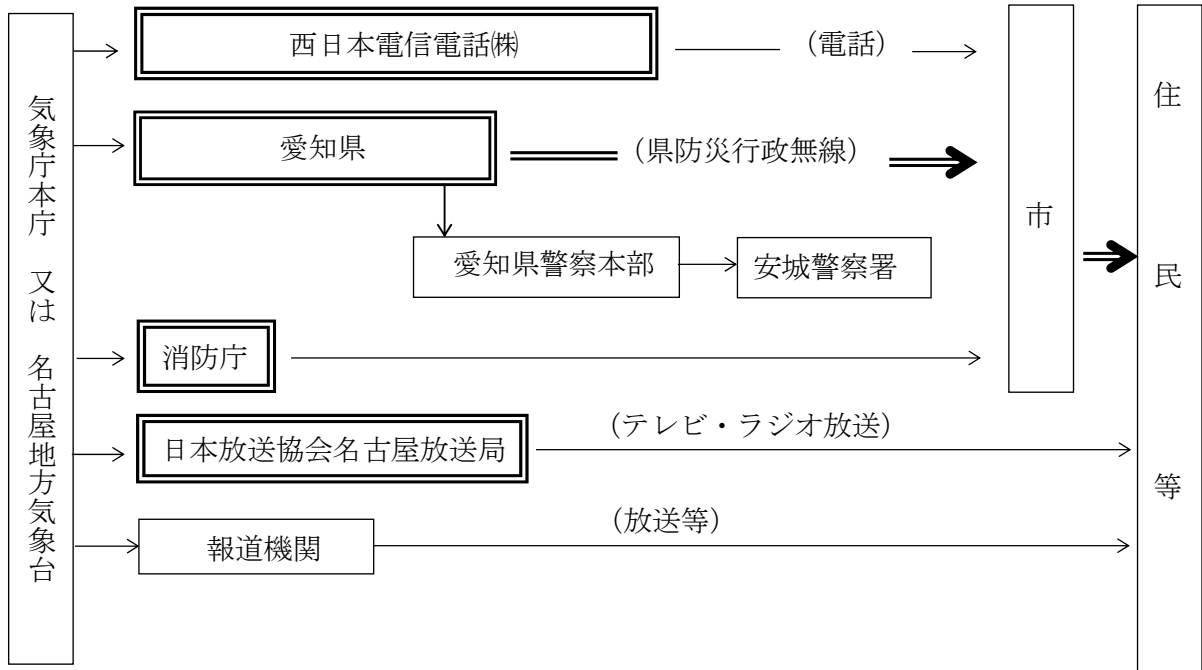 気象庁本庁 又は 名古屋地方気象台
西日本電信電話㈱
（電話）
愛知県
（県防災行政無線）
愛知県警察本部
安城警察署
消防庁
日本放送協会名古屋放送局
（テレビ・ラジオ放送）
報道機関
（放送等）
市
住民等